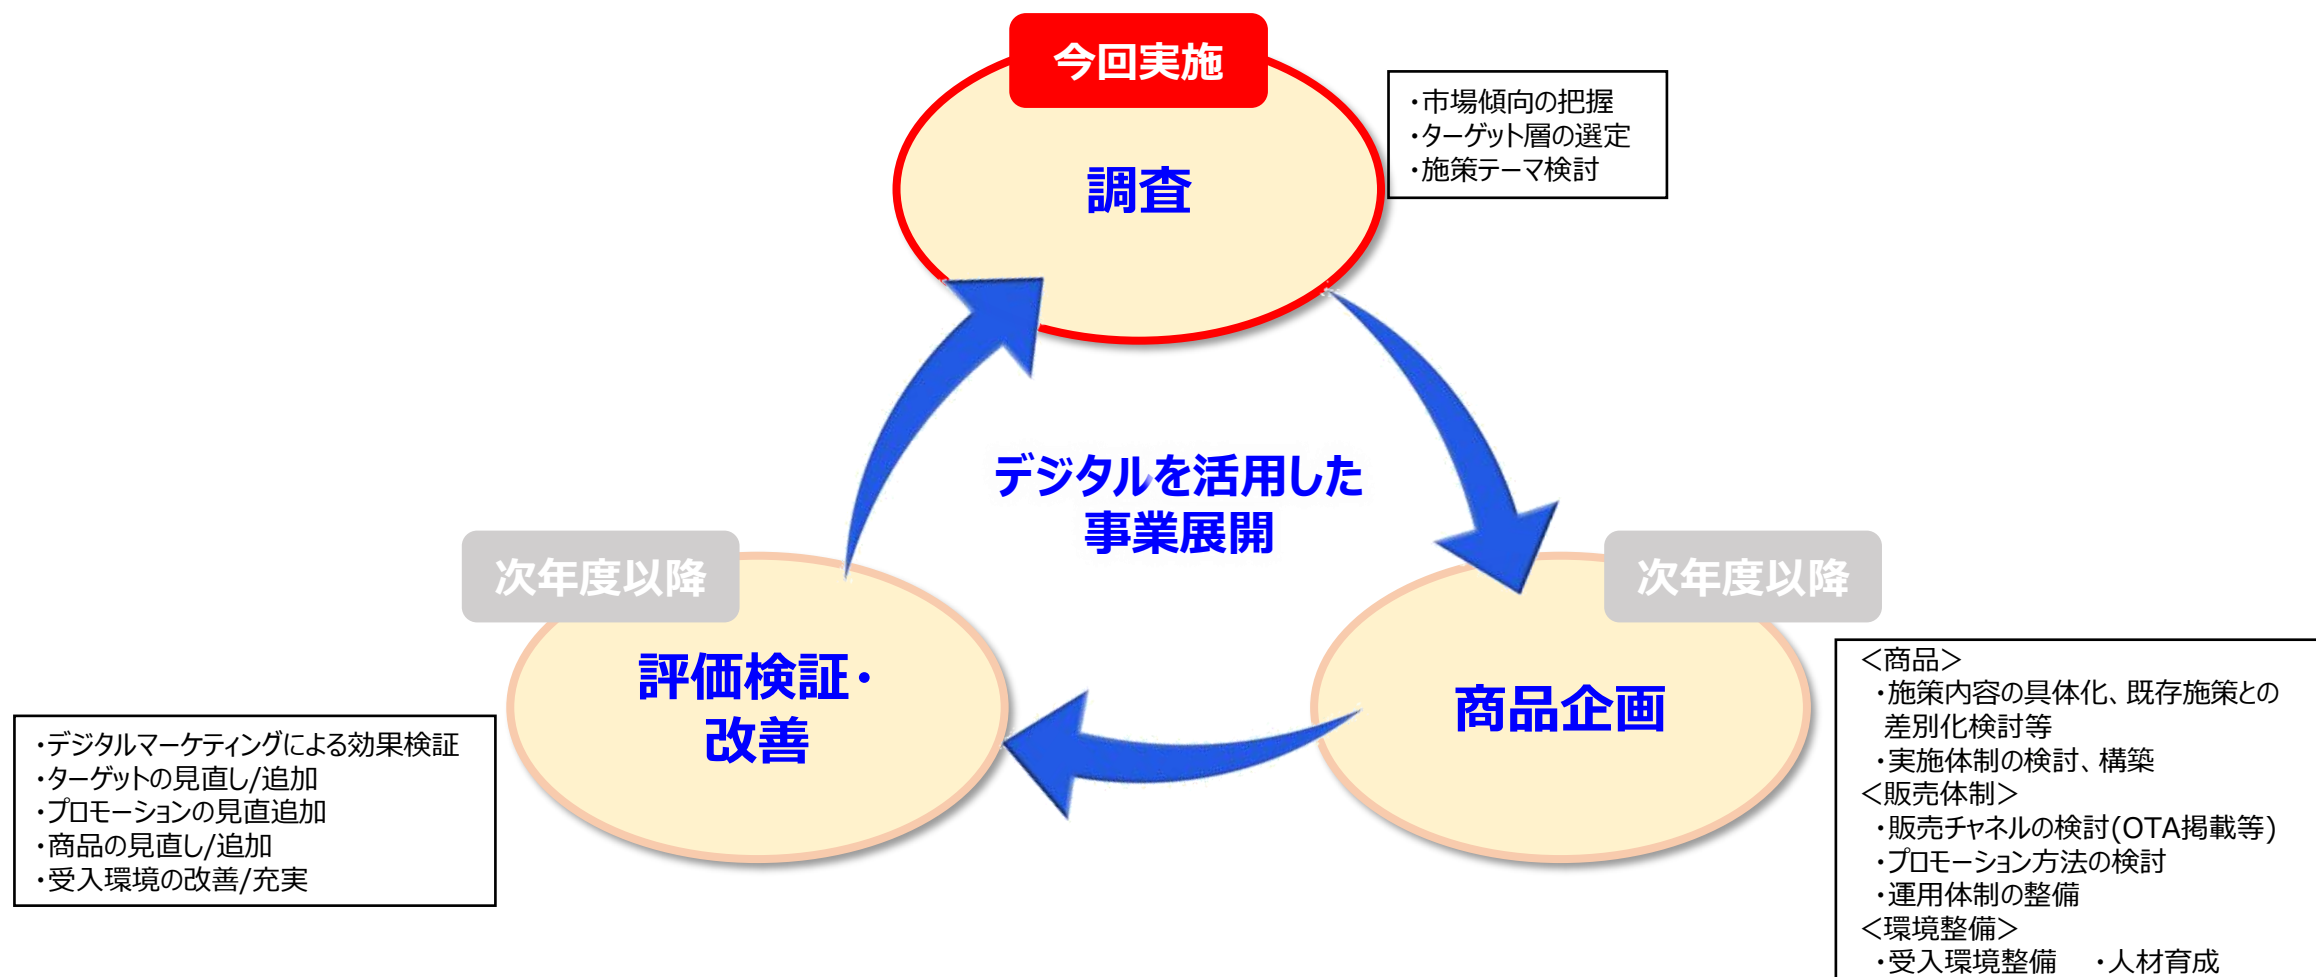 今回実施
調査
・市場傾向の把握
・ターゲット層の選定
・施策テーマ検討
デジタルを活用した
事業展開
次年度以降
評価検証・
改善
・デジタルマーケティングによる効果検証
・ターゲットの見直し/追加
・プロモーションの見直追加
・商品の見直し/追加
・受入環境の改善/充実
次年度以降
商品企画
＜商品＞
・施策内容の具体化、既存施策との
差別化検討等
・実施体制の検討、構築
＜販売体制＞
・販売チャネルの検討(OTA掲載等)
・プロモーション方法の検討
・運用体制の整備
＜環境整備＞
・受入環境整備　・人材育成